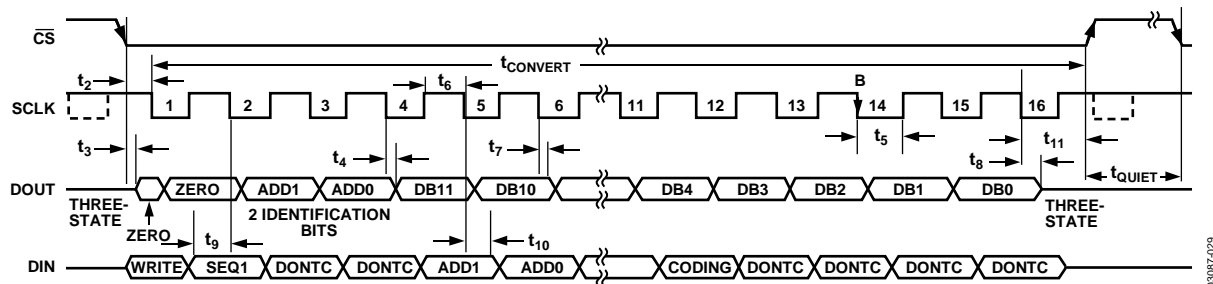 CS
tCONVERT
t2
t6
B
SCLK
1 2 3 4 5 6 11 12 13 14 15 16
t3
t4
t7
t5
t8
t11
tQUIET
DOUT
ZERO ADD1 ADD0 DB11 DB10 DB4 DB3 DB2 DB1 DB0
THREE-
STATE
ZERO
2 IDENTIFICATION
BITS
THREE-
STATE
t9
t10
DIN
WRITE SEQ1 DONTC DONTC ADD1 ADD0 CODING DONTC DONTC DONTC DONTC
03087-029